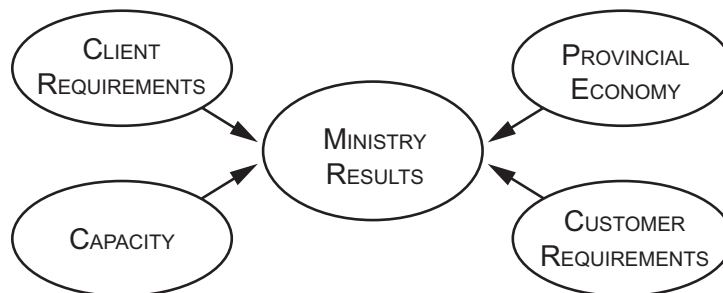 CLIENT
REQUIREMENTS
PROVINCIAL
ECONOMY
MINISTRY
RESULTS
CAPACITY
CUSTOMER
REQUIREMENTS